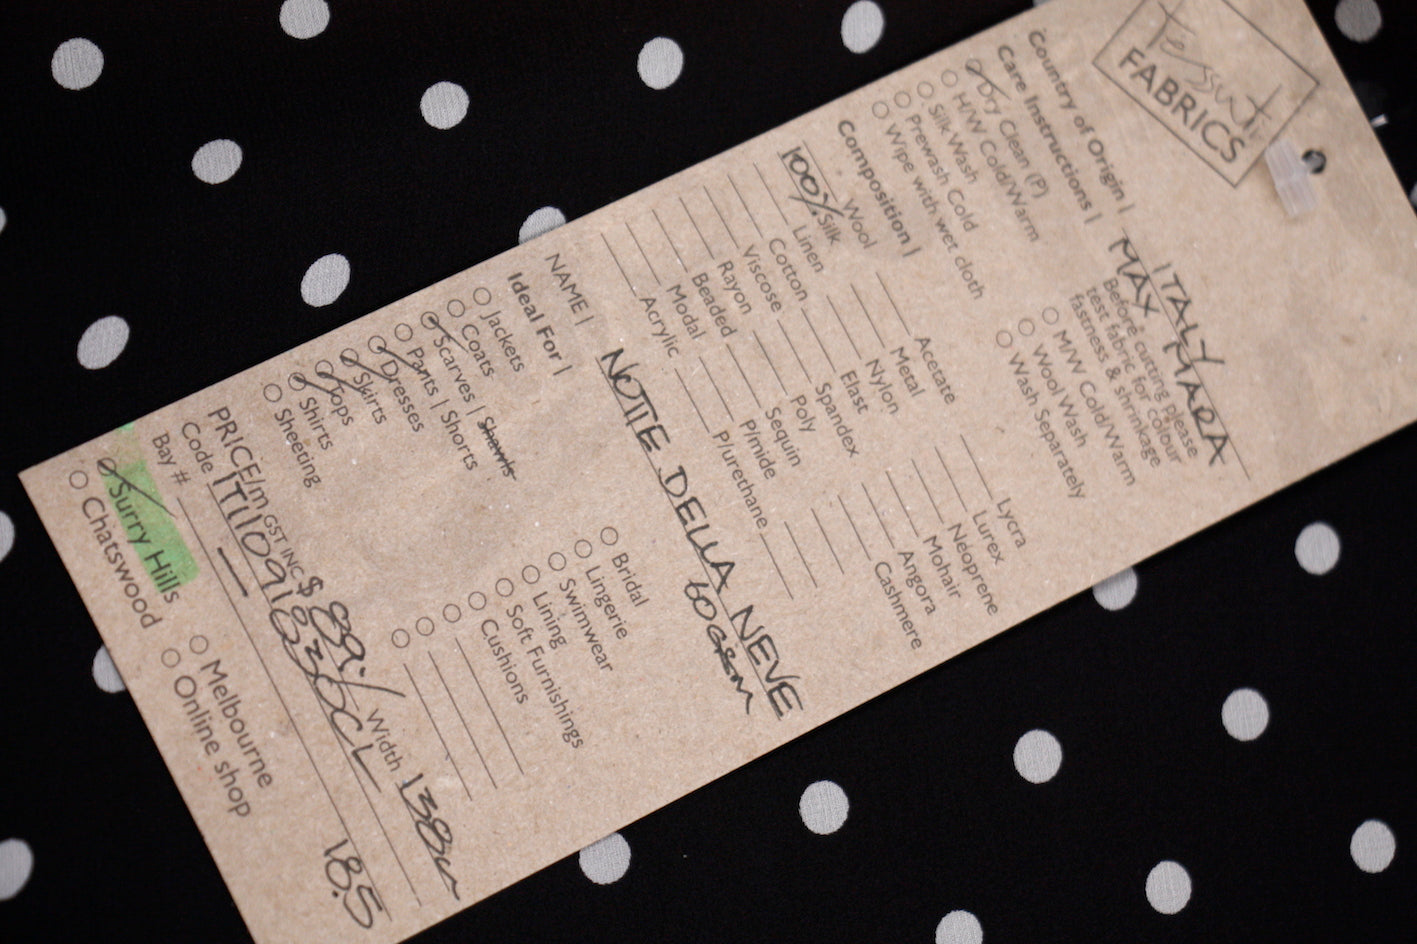 tessuti
FABRICS
Country of Origin | ITALY
MAX MARA
Care Instructions | Before cutting please
test fabric for colour
fastness & shrinkage
Dry Clean (P)
H/W Cold/Warm
Silk Wash
Prewash Cold
Wipe with wet cloth
M/W Cold/Warm
Wool Wash
Wash Separately
Composition |
Wool
100% Silk
Linen
Cotton
Viscose
Rayon
Beaded
Modal
Acrylic
Acetate
Metal
Nylon
Elast
Spandex
Poly
Sequin
P/mide
P/urethane
Lycra
Lurex
Neoprene
Mohair
Angora
Cashmere
NAME | NOTTE DELLA NEVE
60 GSM
Ideal For |
Jackets
Coats
Scarves | Shawls
Pants | Shorts
Dresses
Skirts
Tops
Shirts
Sheeting
Bridal
Lingerie
Swimwear
Lining
Soft Furnishings
Cushions
PRICE/m GST INC $ 89./ Width 138cm
Code
Bay # 18.5
Surry Hills
Chatswood
Melbourne
Online shop